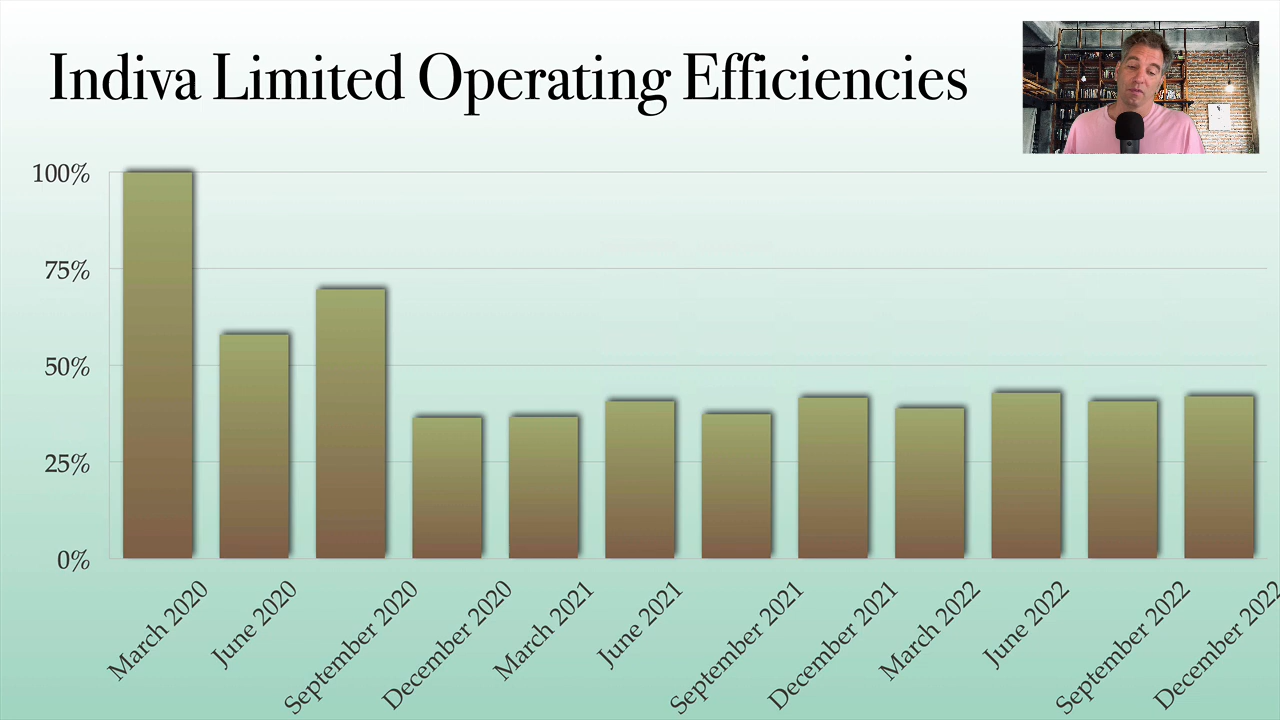 Indiva Limited Operating Efficiencies
100%
75%
50%
25%
0%
March 2020
June 2020
September 2020
December 2020
March 2021
June 2021
September 2021
December 2021
March 2022
June 2022
September 2022
December 2022